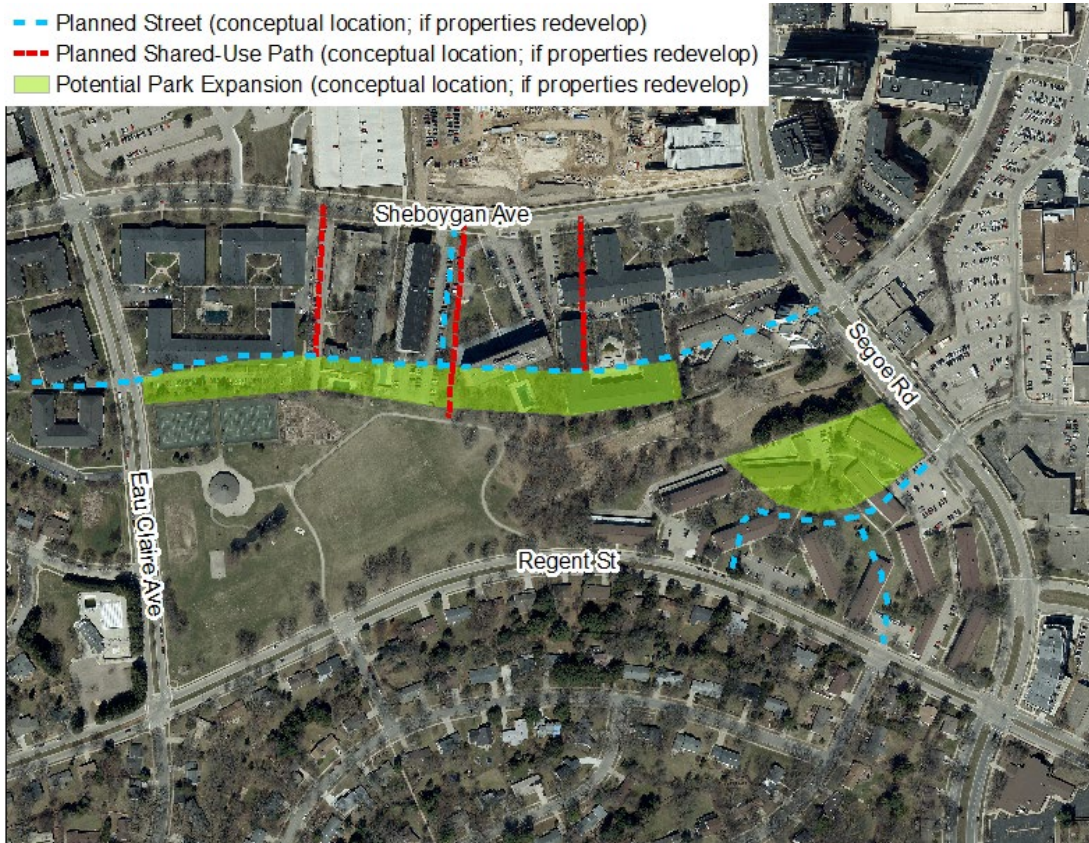 Planned Street (conceptual location; if properties redevelop)
Planned Shared-Use Path (conceptual location; if properties redevelop)
Potential Park Expansion (conceptual location; if properties redevelop)
Sheboygan Ave
Segoe Rd
Eau Claire Ave
Regent St